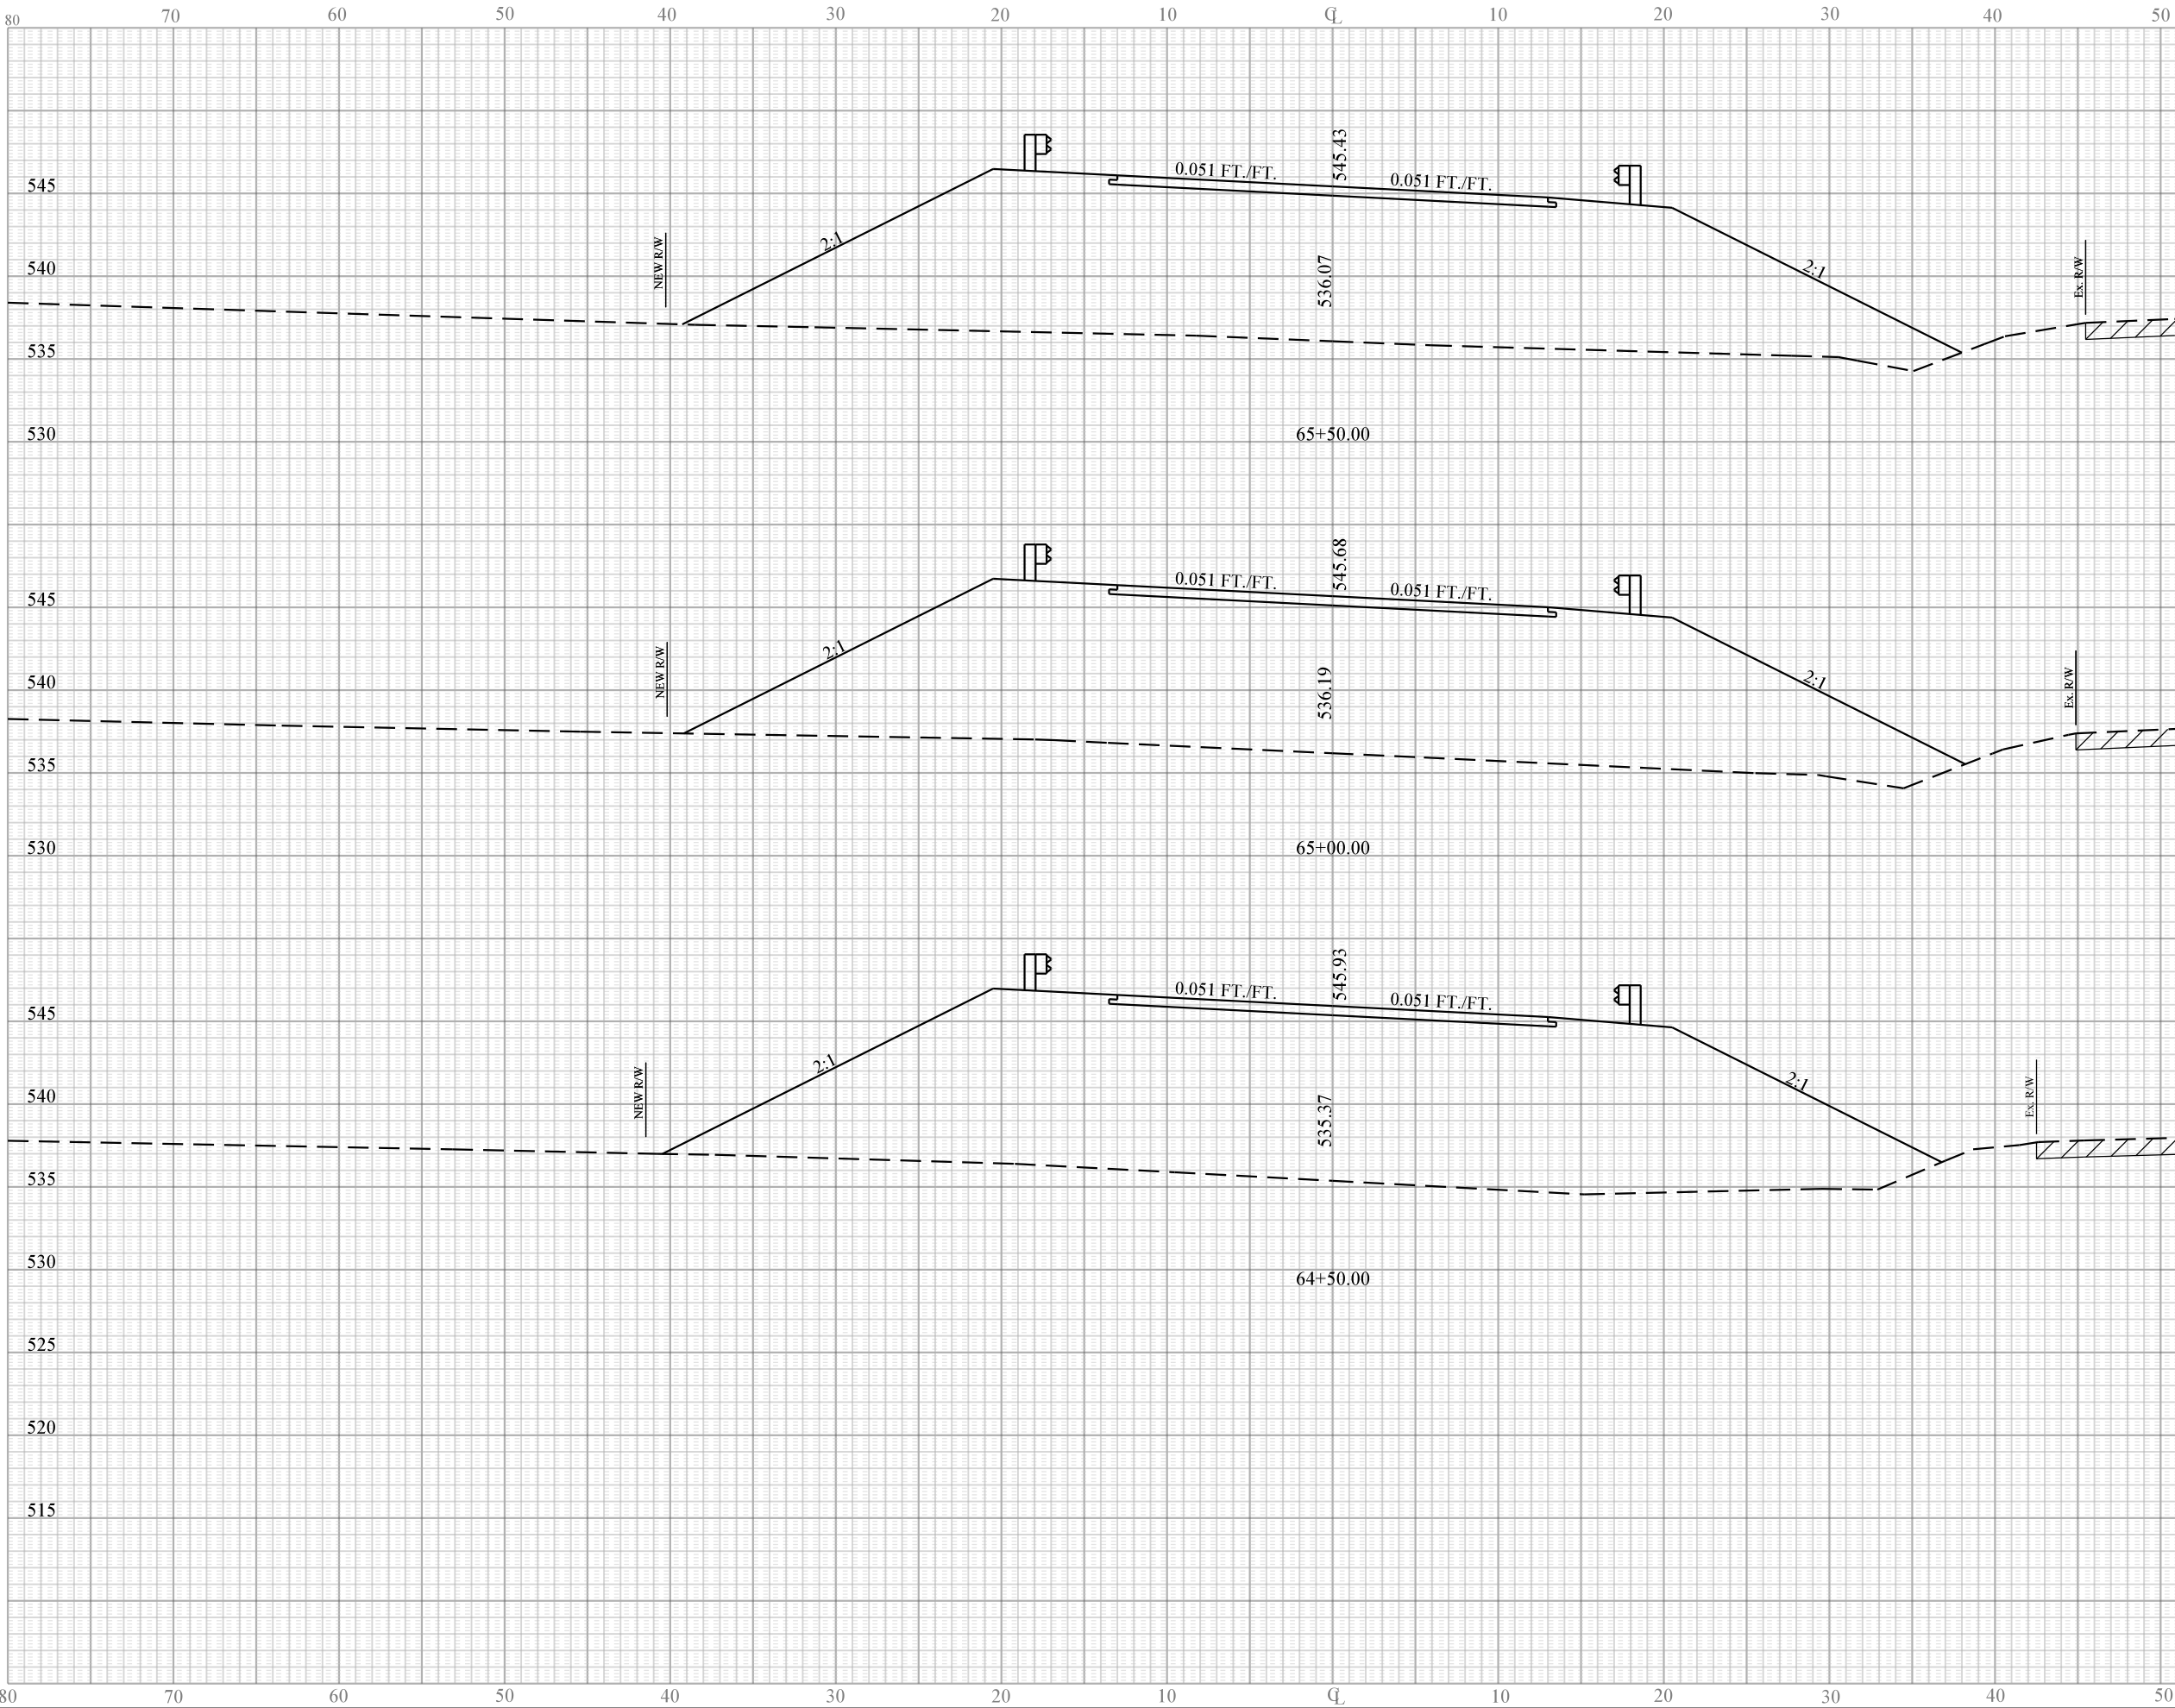 80 70 60 50 40 30 20 10 ℄ 10 20 30 40 50
545.43
0.051 FT./FT. 0.051 FT./FT.
545
2:1
NEW R/W
540
536.07
2:1
Ex. R/W
535
530
65+50.00
545.68
0.051 FT./FT. 0.051 FT./FT.
545
2:1
NEW R/W
540
536.19
2:1
Ex. R/W
535
530
65+00.00
545.93
0.051 FT./FT. 0.051 FT./FT.
545
2:1
NEW R/W
540
535.37
2:1
Ex. R/W
535
530
64+50.00
525
520
515
80 70 60 50 40 30 20 10 ℄ 10 20 30 40 50